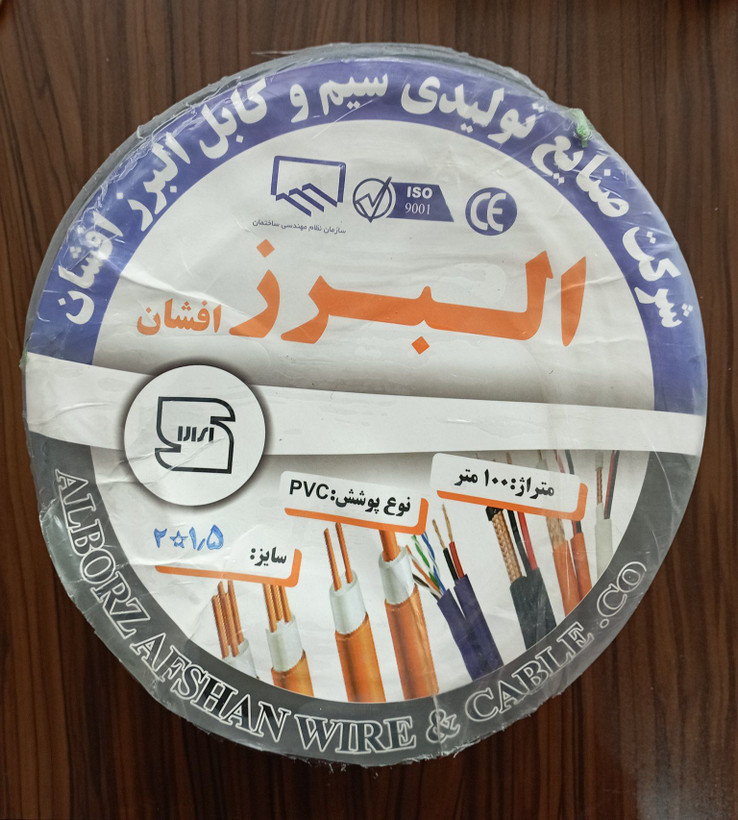 شرکت صنایع تولیدی سیم و کابل البرز افشان
سازمان نظام مهندسی ساختمان
ISO
9001
CE
البرز
افشان
متراژ:۱۰۰ متر
نوع پوشش:PVC
سایز:
۲☆۱٫۵
ALBORZ AFSHAN WIRE & CABLE .CO